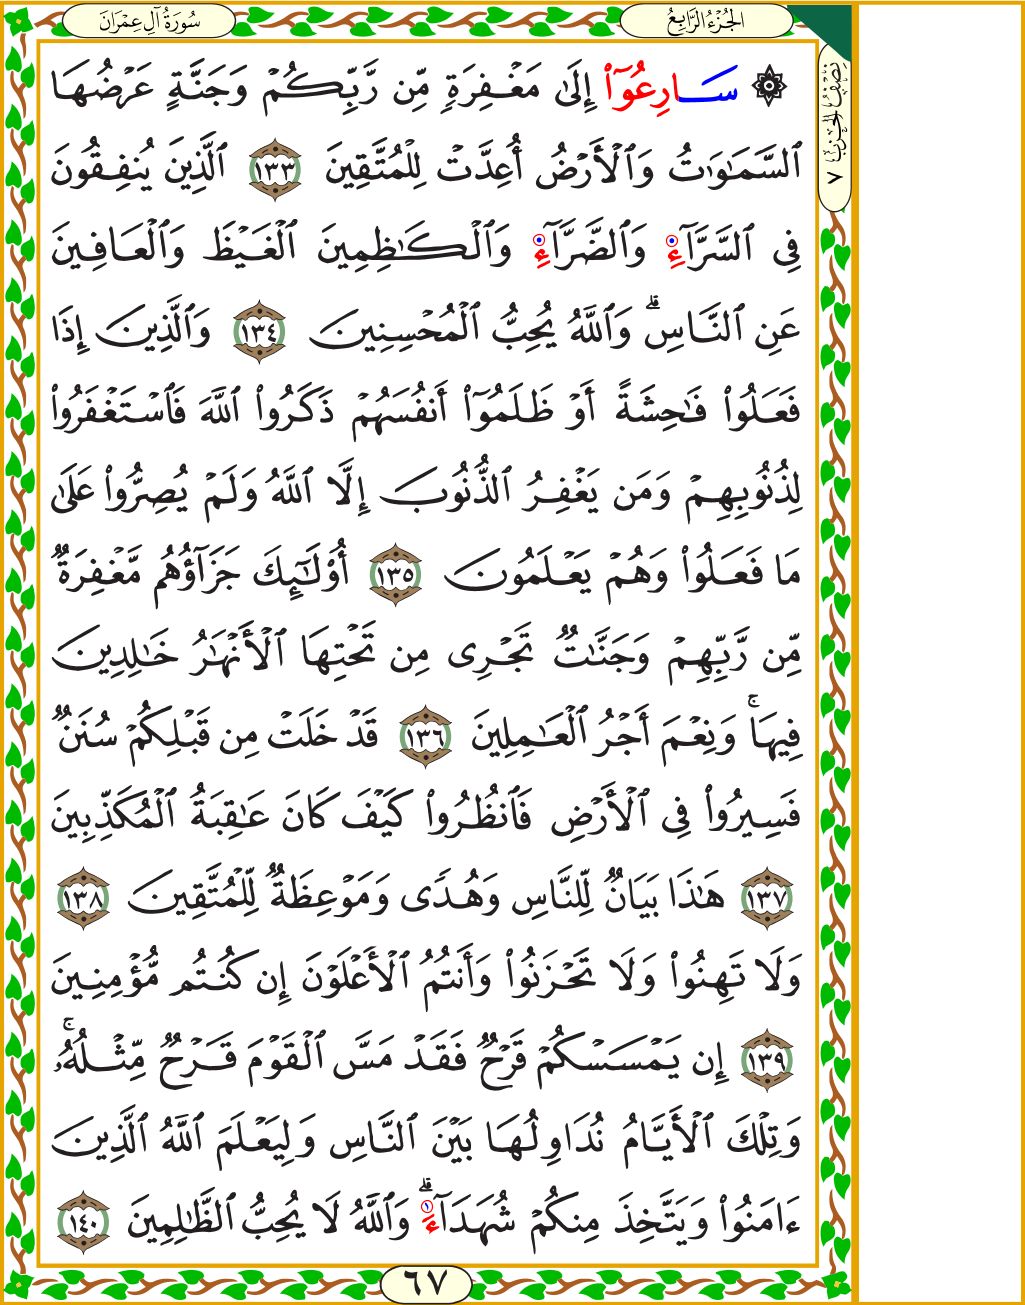 سُورَةُ آلِ عِمْرَان
الجُزْءُ الرَّابِعُ
نِصْفُ الحِزْبِ ٧
۞ سَارِعُوٓا۟ إِلَىٰ مَغْفِرَةٍ مِّن رَّبِّكُمْ وَجَنَّةٍ عَرْضُهَا
ٱلسَّمَٰوَٰتُ وَٱلْأَرْضُ أُعِدَّتْ لِلْمُتَّقِينَ ١٣٣ ٱلَّذِينَ يُنفِقُونَ
فِى ٱلسَّرَّآءِ وَٱلضَّرَّآءِ وَٱلْكَٰظِمِينَ ٱلْغَيْظَ وَٱلْعَافِينَ
عَنِ ٱلنَّاسِ ۗ وَٱللَّهُ يُحِبُّ ٱلْمُحْسِنِينَ ١٣٤ وَٱلَّذِينَ إِذَا
فَعَلُوا۟ فَٰحِشَةً أَوْ ظَلَمُوٓا۟ أَنفُسَهُمْ ذَكَرُوا۟ ٱللَّهَ فَٱسْتَغْفَرُوا۟
لِذُنُوبِهِمْ وَمَن يَغْفِرُ ٱلذُّنُوبَ إِلَّا ٱللَّهُ وَلَمْ يُصِرُّوا۟ عَلَىٰ
مَا فَعَلُوا۟ وَهُمْ يَعْلَمُونَ ١٣٥ أُو۟لَٰٓئِكَ جَزَآؤُهُم مَّغْفِرَةٌ
مِّن رَّبِّهِمْ وَجَنَّٰتٌ تَجْرِى مِن تَحْتِهَا ٱلْأَنْهَٰرُ خَٰلِدِينَ
فِيهَا ۚ وَنِعْمَ أَجْرُ ٱلْعَٰمِلِينَ ١٣٦ قَدْ خَلَتْ مِن قَبْلِكُمْ سُنَنٌ
فَسِيرُوا۟ فِى ٱلْأَرْضِ فَٱنظُرُوا۟ كَيْفَ كَانَ عَٰقِبَةُ ٱلْمُكَذِّبِينَ
١٣٧ هَٰذَا بَيَانٌ لِّلنَّاسِ وَهُدًى وَمَوْعِظَةٌ لِّلْمُتَّقِينَ ١٣٨
وَلَا تَهِنُوا۟ وَلَا تَحْزَنُوا۟ وَأَنتُمُ ٱلْأَعْلَوْنَ إِن كُنتُم مُّؤْمِنِينَ
١٣٩ إِن يَمْسَسْكُمْ قَرْحٌ فَقَدْ مَسَّ ٱلْقَوْمَ قَرْحٌ مِّثْلُهُۥ ۚ
وَتِلْكَ ٱلْأَيَّامُ نُدَاوِلُهَا بَيْنَ ٱلنَّاسِ وَلِيَعْلَمَ ٱللَّهُ ٱلَّذِينَ
ءَامَنُوا۟ وَيَتَّخِذَ مِنكُمْ شُهَدَآءَ ۗ وَٱللَّهُ لَا يُحِبُّ ٱلظَّٰلِمِينَ ١٤٠
٦٧